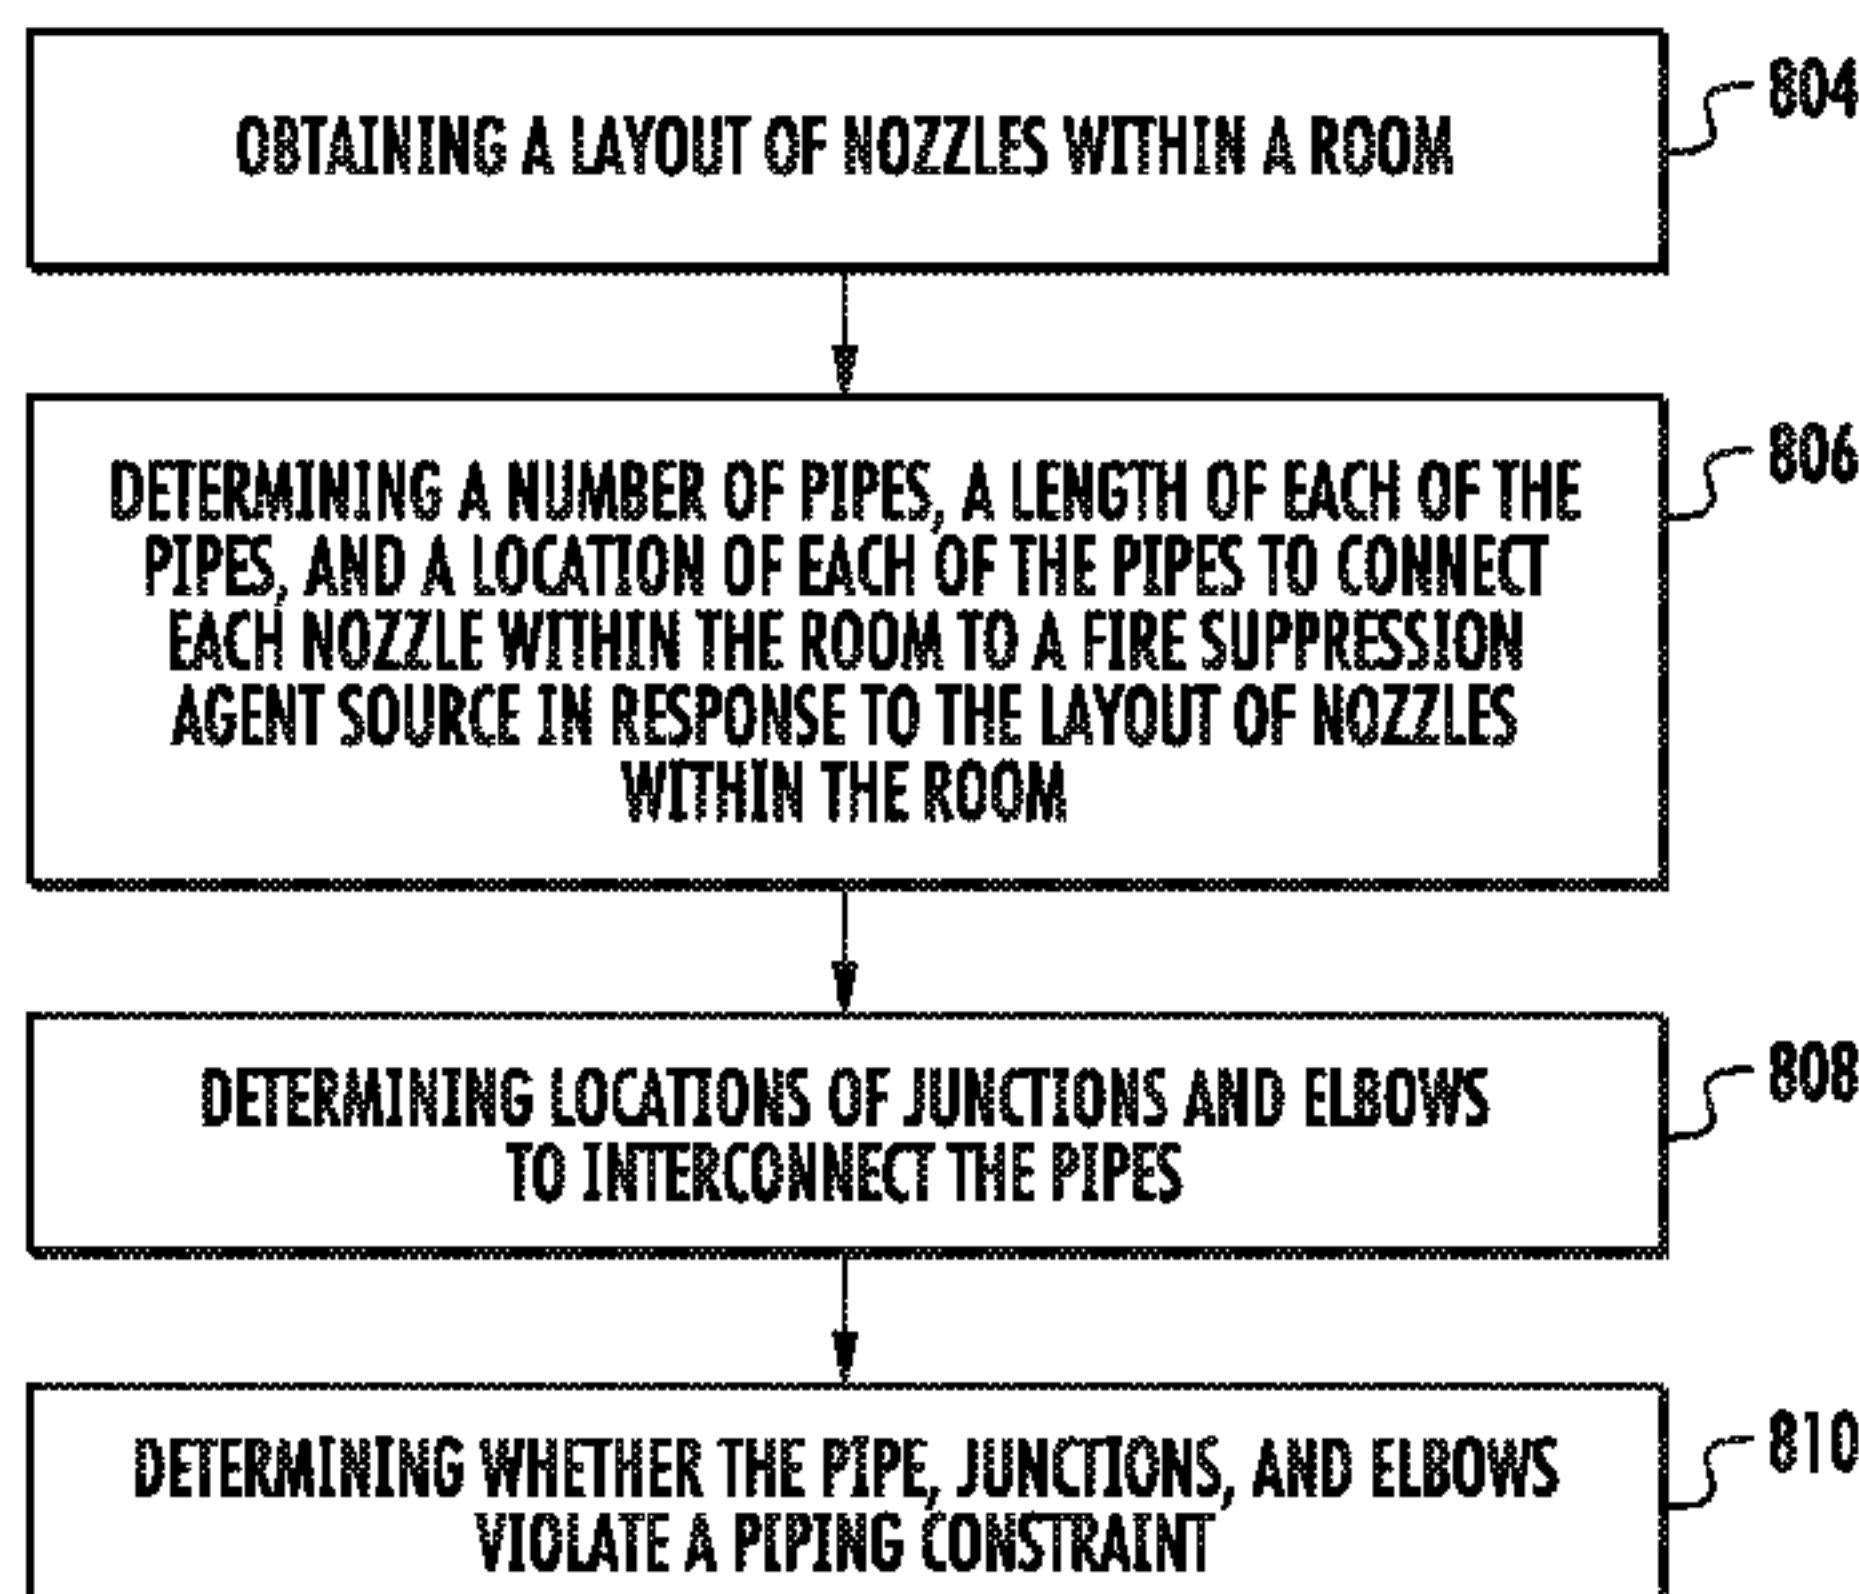 OBTAINING A LAYOUT OF NOZZLES WITHIN A ROOM
804
DETERMINING A NUMBER OF PIPES, A LENGTH OF EACH OF THE
PIPES, AND A LOCATION OF EACH OF THE PIPES TO CONNECT
EACH NOZZLE WITHIN THE ROOM TO A FIRE SUPPRESSION
AGENT SOURCE IN RESPONSE TO THE LAYOUT OF NOZZLES
WITHIN THE ROOM
806
DETERMINING LOCATIONS OF JUNCTIONS AND ELBOWS
TO INTERCONNECT THE PIPES
808
DETERMINING WHETHER THE PIPE, JUNCTIONS, AND ELBOWS
VIOLATE A PIPING CONSTRAINT
810